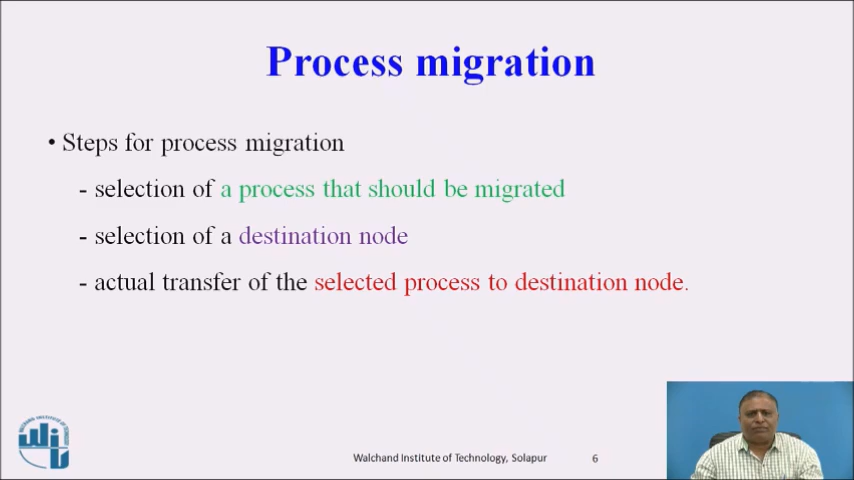 Process migration
• Steps for process migration
- selection of a process that should be migrated
- selection of a destination node
- actual transfer of the selected process to destination node.
Walchand Institute of Technology, Solapur
6